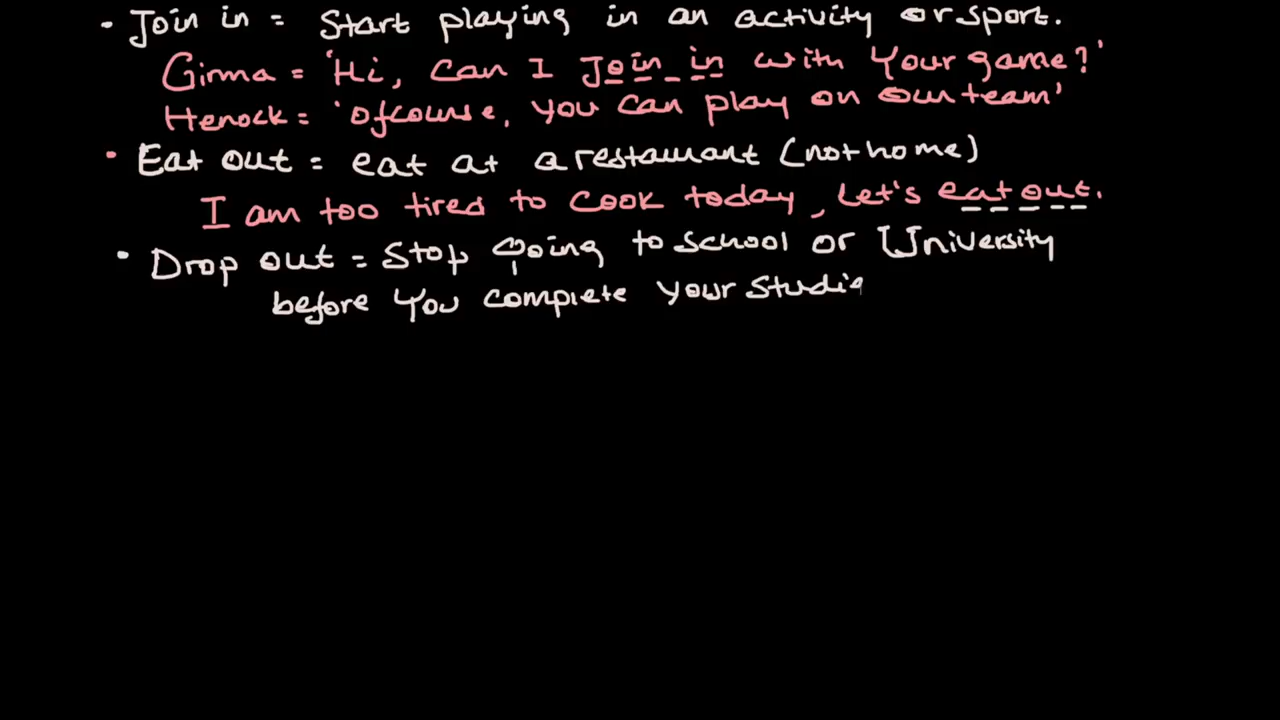 • Join in = Start playing in an activity or sport.
Girma = 'Hi, Can I Join in with Your game?'
Henock = 'ofcourse, You can play on our team'
• Eat out = eat at a restaurant (not home)
I am too tired to cook today, Let's eat out.
• Drop out = Stop Going to school or University
before You complete your Studie